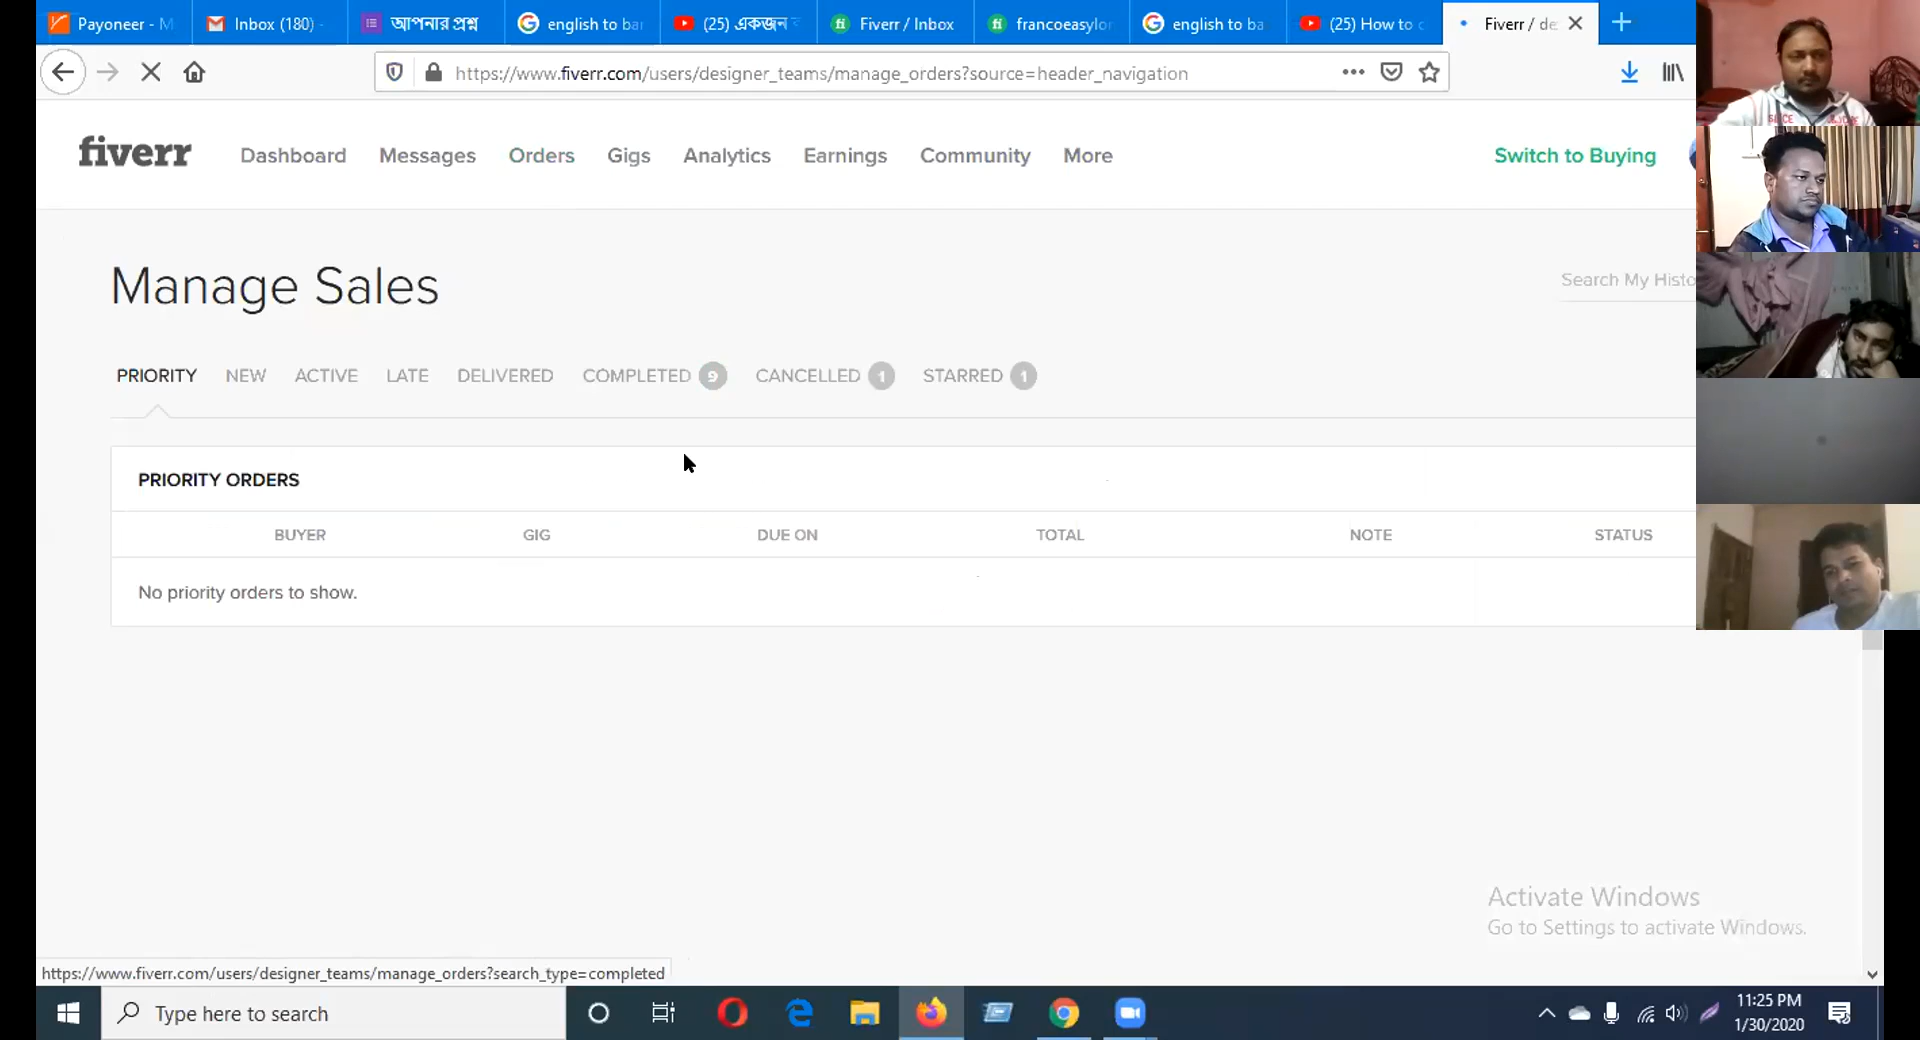 Payoneer - M
Inbox (180) -
আপনার প্রশ্ন
english to ba
(25) একজন
Fiverr / Inbox
francoeasylor
english to ba
(25) How to c
Fiverr / de
https://www.fiverr.com/users/designer_teams/manage_orders?source=header_navigation
fiverr
Dashboard
Messages
Orders
Gigs
Analytics
Earnings
Community
More
Switch to Buying
Manage Sales
Search My Histo
PRIORITY
NEW
ACTIVE
LATE
DELIVERED
COMPLETED 9
CANCELLED 1
STARRED 1
PRIORITY ORDERS
BUYER
GIG
DUE ON
TOTAL
NOTE
STATUS
No priority orders to show.
Activate Windows
Go to Settings to activate Windows.
https://www.fiverr.com/users/designer_teams/manage_orders?search_type=completed
Type here to search
11:25 PM
1/30/2020